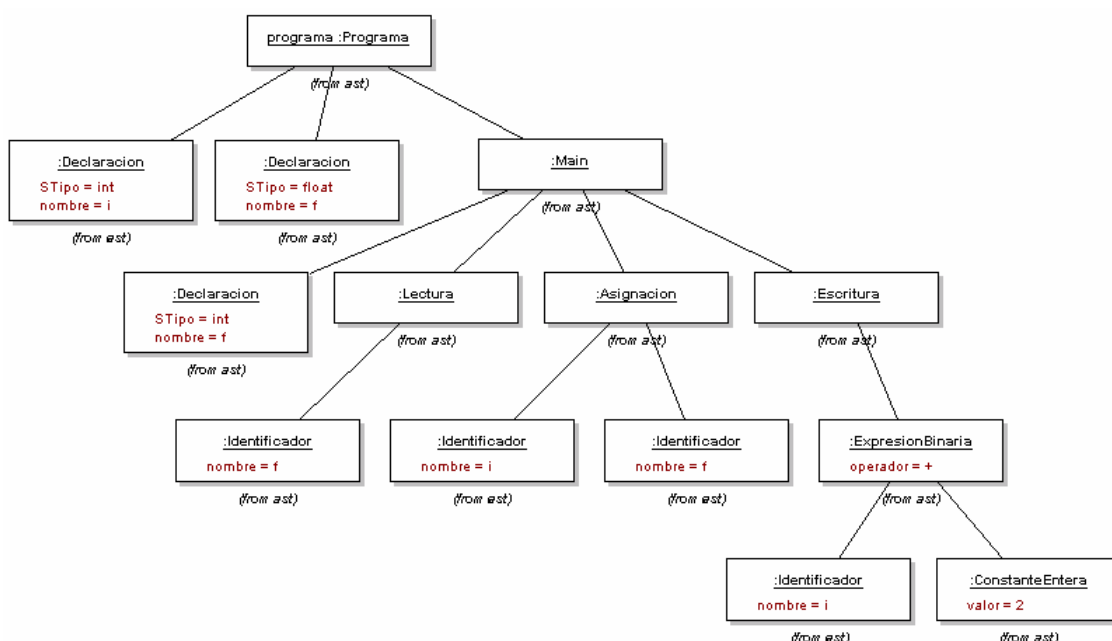 programa :Programa
(from ast)
:Declaracion
STipo = int
nombre = i
(from ast)
:Declaracion
STipo = float
nombre = f
(from ast)
:Main
(from ast)
:Declaracion
STipo = int
nombre = f
(from ast)
:Lectura
(from ast)
:Asignacion
(from ast)
:Escritura
(from ast)
:Identificador
nombre = f
(from ast)
:Identificador
nombre = i
(from ast)
:Identificador
nombre = f
(from ast)
:ExpresionBinaria
operador = +
(from ast)
:Identificador
nombre = i
(from ast)
:ConstanteEntera
valor = 2
(from ast)